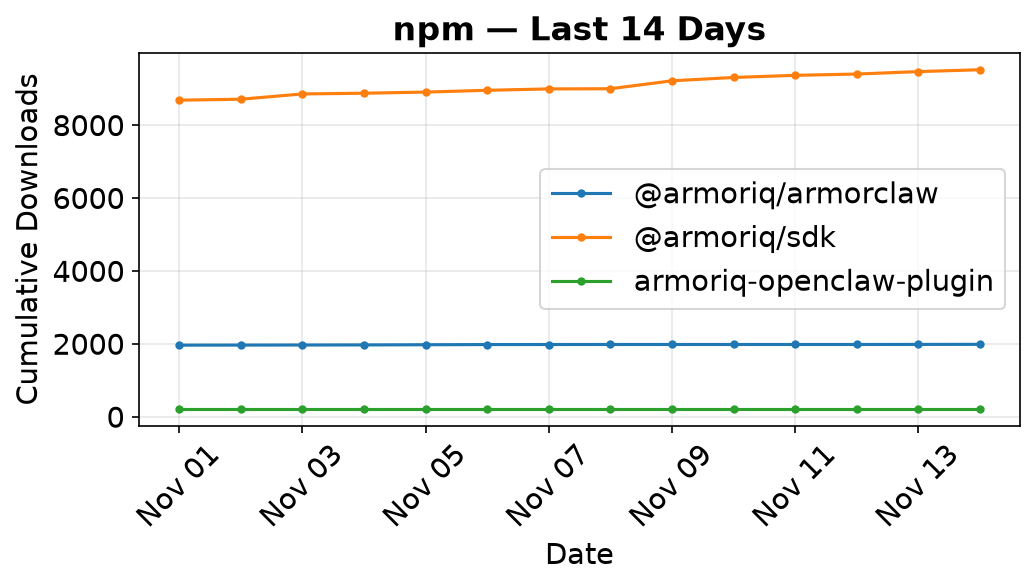 npm — Last 14 Days
Cumulative Downloads
8000
6000
4000
2000
0
@armoriq/armorclaw
@armoriq/sdk
armoriq-openclaw-plugin
Nov 01
Nov 03
Nov 05
Nov 07
Nov 09
Nov 11
Nov 13
Date